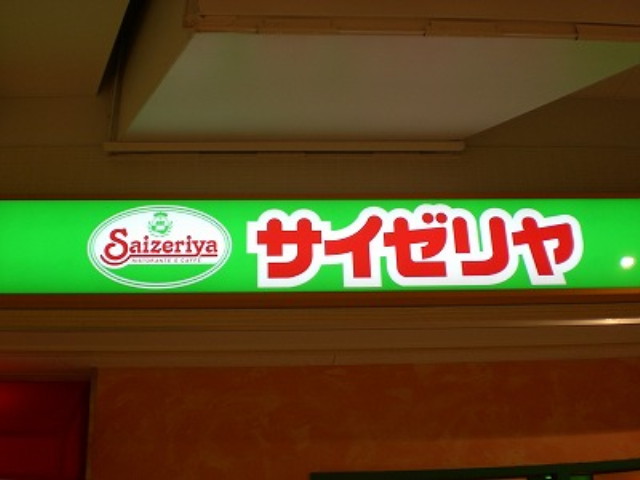 Saizeriya
RISTORANTE E CAFFÈ
サイゼリヤ